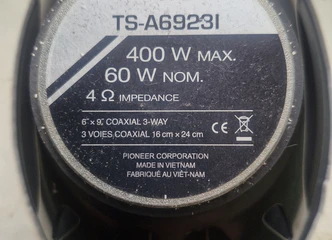 TS-A6923I
400 W MAX.
60 W NOM.
4 Ω IMPEDANCE
6"x 9", COAXIAL 3-WAY
3 VOIES, COAXIAL 16 cm x 24 cm
CE
PIONEER CORPORATION
MADE IN VIETNAM
FABRIQUÉ AU VIÊT-NAM